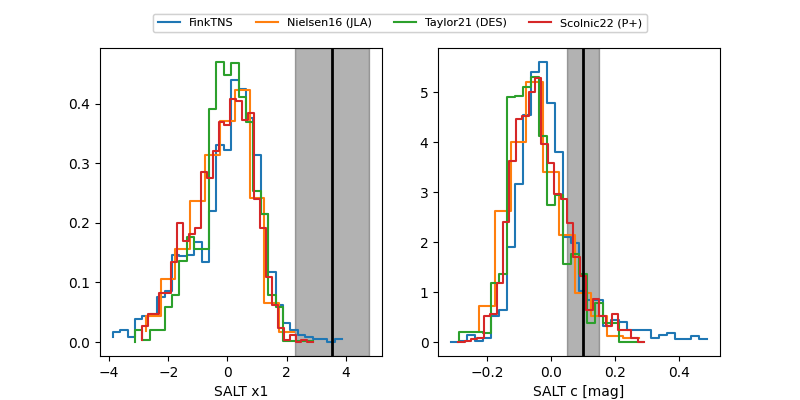 FinkTNS Nielsen16 (JLA) Taylor21 (DES) Scolnic22 (P+)
0.4
0.3
0.2
0.1
0.0
−4 −2 0 2 4
SALT x1
5
4
3
2
1
0
−0.2 0.0 0.2 0.4
SALT c [mag]